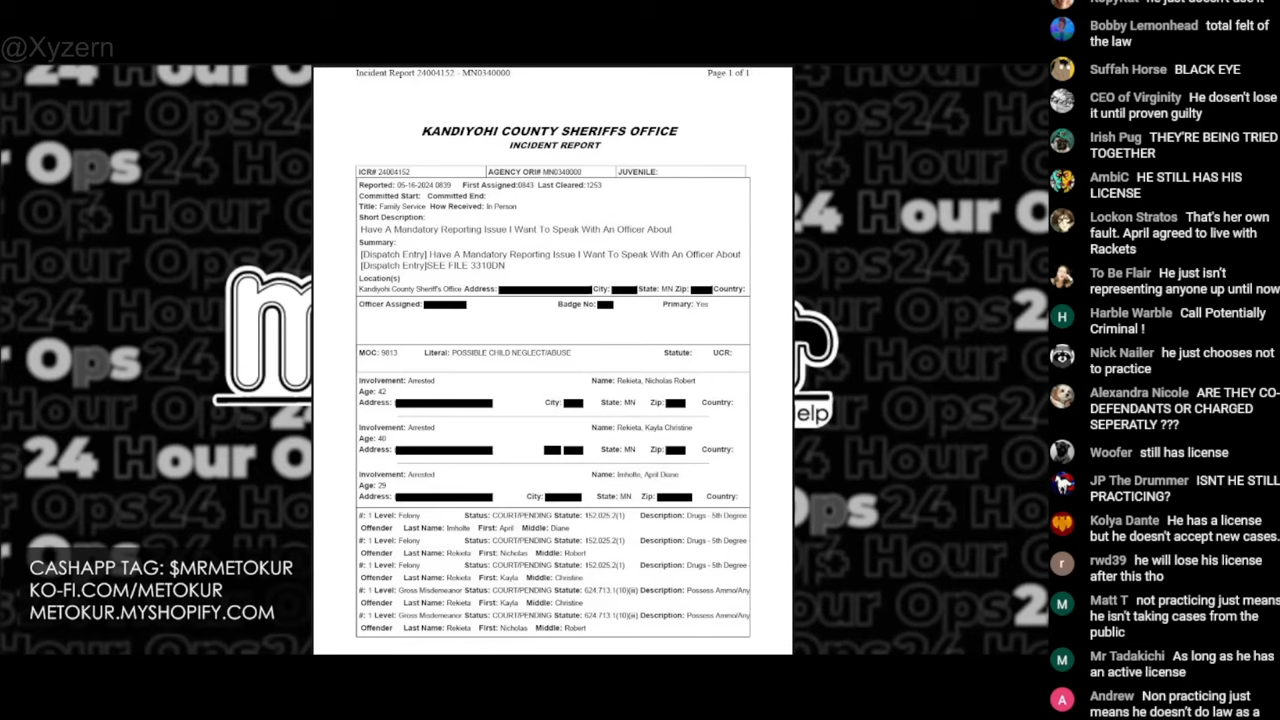 @Xyzern
24 Hour Ops
Incident Report 24004152 - MN0340000 Page 1 of 1
KANDIYOHI COUNTY SHERIFFS OFFICE
INCIDENT REPORT
ICR# 24004152 AGENCY ORI# MN0340000 JUVENILE:
Reported: 05-16-2024 0839 First Assigned:0843 Last Cleared:1253
Committed Start: Committed End:
Title: Family Service How Received: In Person
Short Description:
Have A Mandatory Reporting Issue I Want To Speak With An Officer About
Summary:
[Dispatch Entry] Have A Mandatory Reporting Issue I Want To Speak With An Officer About
[Dispatch Entry]SEE FILE 3310DN
Location(s)
Kandiyohi County Sheriff's Office Address: City: State: MN Zip: Country:
Officer Assigned: Badge No: Primary: Yes
MOC: 9813 Literal: POSSIBLE CHILD NEGLECT/ABUSE Statute: UCR:
Involvement: Arrested Name: Rekieta, Nicholas Robert
Age: 42
Address: City: State: MN Zip: Country:
Involvement: Arrested Name: Rekieta, Kayla Christine
Age: 40
Address: State: MN Zip: Country:
Involvement: Arrested Name: Imholte, April Diane
Age: 29
Address: City: State: MN Zip: Country:
#: 1 Level: Felony Status: COURT/PENDING Statute: 152.025.2(1) Description: Drugs - 5th Degree
Offender Last Name: Imholte First: April Middle: Diane
#: 1 Level: Felony Status: COURT/PENDING Statute: 152.025.2(1) Description: Drugs - 5th Degree
Offender Last Name: Rekieta First: Nicholas Middle: Robert
#: 1 Level: Felony Status: COURT/PENDING Statute: 152.025.2(1) Description: Drugs - 5th Degree
Offender Last Name: Rekieta First: Kayla Middle: Christine
#: 1 Level: Gross Misdemeanor Status: COURT/PENDING Statute: 624.713.1(10)(iii) Description: Possess Ammo/Any
Offender Last Name: Rekieta First: Kayla Middle: Christine
#: 1 Level: Gross Misdemeanor Status: COURT/PENDING Statute: 624.713.1(10)(iii) Description: Possess Ammo/Any
Offender Last Name: Rekieta First: Nicholas Middle: Robert
help
CASHAPP TAG: $MRMETOKUR
KO-FI.COM/METOKUR
METOKUR.MYSHOPIFY.COM
Bobby Lemonhead total felt of
the law
Suffah Horse BLACK EYE
CEO of Virginity He dosen't lose
it until proven guilty
Irish Pug THEY'RE BEING TRIED
TOGETHER
AmbiC HE STILL HAS HIS
LICENSE
Lockon Stratos That's her own
fault. April agreed to live with
Rackets
To Be Flair He just isn't
representing anyone up until now
Harble Warble Call Potentially
Criminal !
Nick Nailer he just chooses not
to practice
Alexandra Nicole ARE THEY CO-
DEFENDANTS OR CHARGED
SEFERATLY ???
Woofer still has license
JP The Drummer ISNT HE STILL
PRACTICING?
Kolya Dante He has a license
but he doesn't accept new cases.
rwd39 he will lose his license
after this tho
Matt T not practicing just means
he isn't taking cases from the
public
Mr Tadakichi As long as he has
an active license
Andrew Non practicing just
means he doesn't do law as a